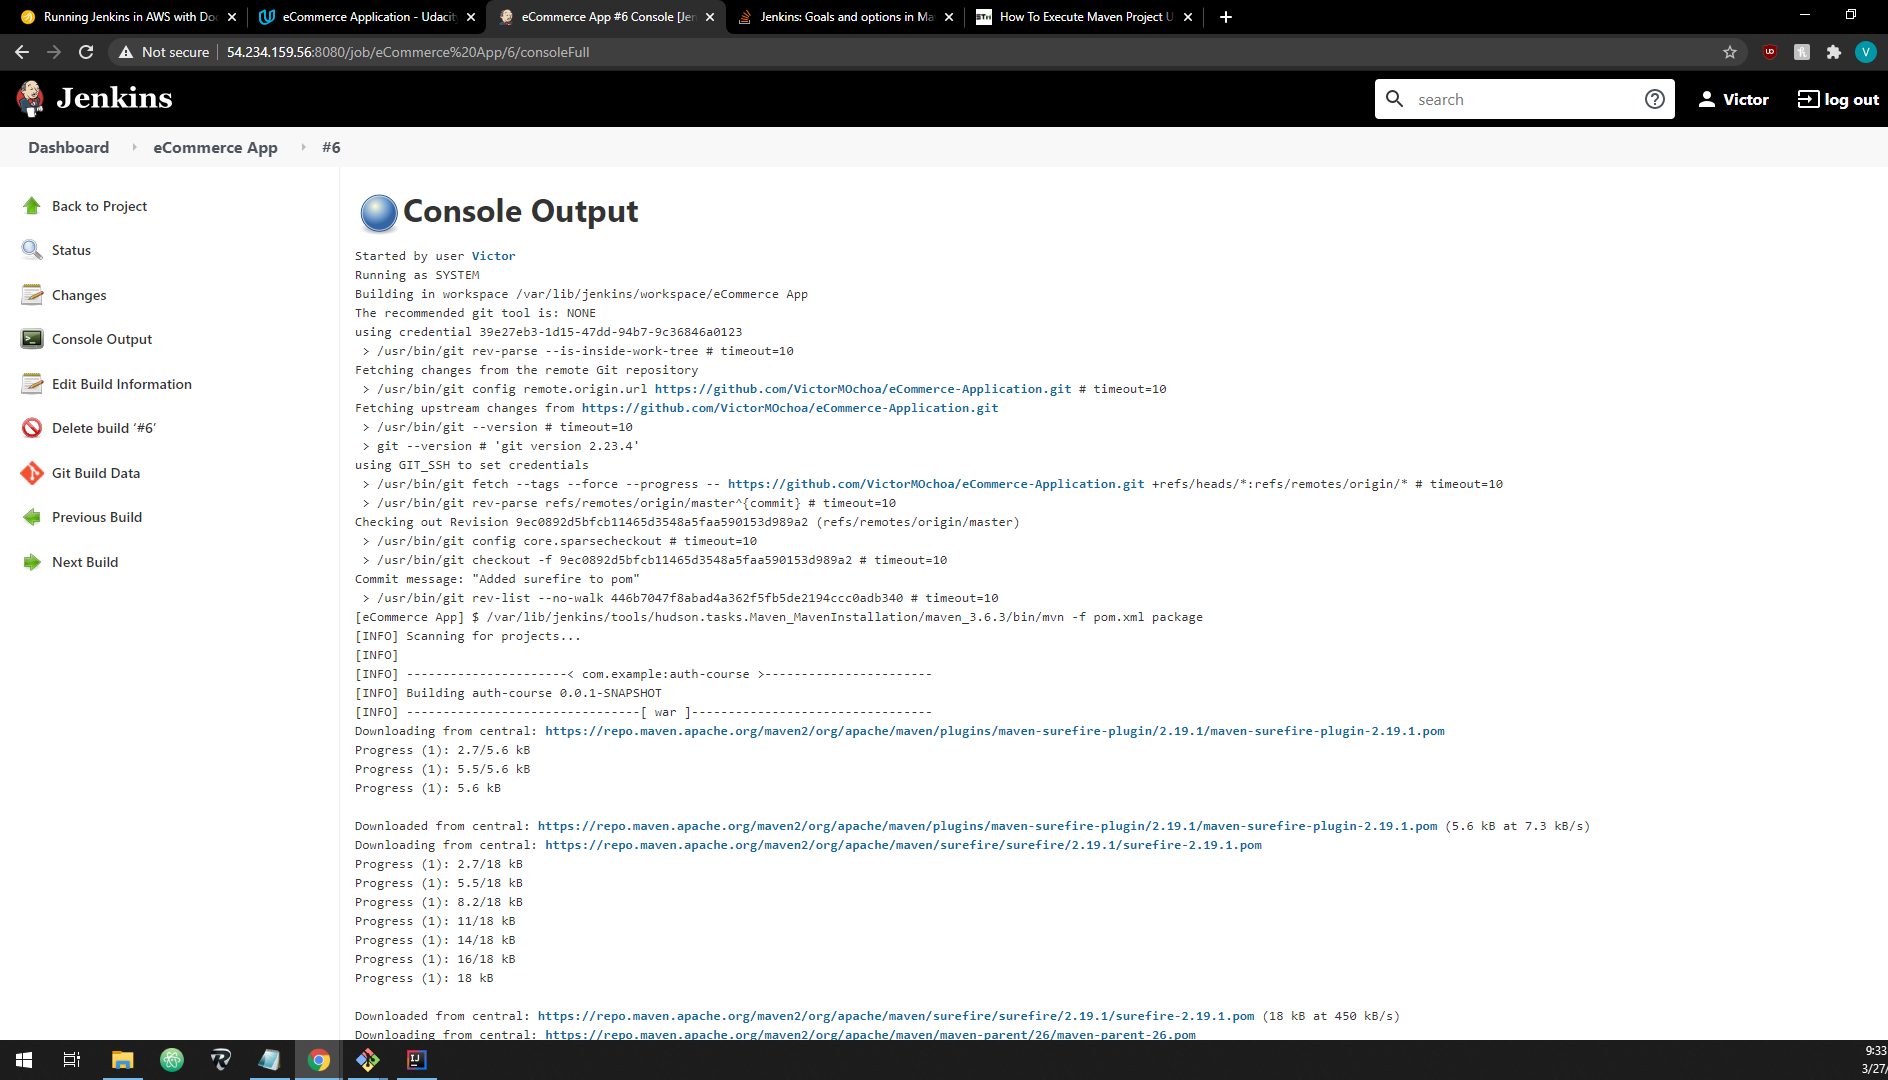 Running Jenkins in AWS with Do
eCommerce Application - Udacit
eCommerce App #6 Console [Jen
Jenkins: Goals and options in Ma
How To Execute Maven Project U
Not secure
54.234.159.56:8080/job/eCommerce%20App/6/consoleFull
V
Jenkins
search
Victor
log out
Dashboard
eCommerce App
#6
Back to Project
Status
Changes
Console Output
Edit Build Information
Delete build ‘#6’
Git Build Data
Previous Build
Next Build
Console Output
Started by user Victor
Running as SYSTEM
Building in workspace /var/lib/jenkins/workspace/eCommerce App
The recommended git tool is: NONE
using credential 39e27eb3-1d15-47dd-94b7-9c36846a0123
> /usr/bin/git rev-parse --is-inside-work-tree # timeout=10
Fetching changes from the remote Git repository
> /usr/bin/git config remote.origin.url https://github.com/VictorMOchoa/eCommerce-Application.git # timeout=10
Fetching upstream changes from https://github.com/VictorMOchoa/eCommerce-Application.git
> /usr/bin/git --version # timeout=10
> git --version # 'git version 2.23.4'
using GIT_SSH to set credentials
> /usr/bin/git fetch --tags --force --progress -- https://github.com/VictorMOchoa/eCommerce-Application.git +refs/heads/*:refs/remotes/origin/* # timeout=10
> /usr/bin/git rev-parse refs/remotes/origin/master^{commit} # timeout=10
Checking out Revision 9ec0892d5bfcb11465d3548a5faa590153d989a2 (refs/remotes/origin/master)
> /usr/bin/git config core.sparsecheckout # timeout=10
> /usr/bin/git checkout -f 9ec0892d5bfcb11465d3548a5faa590153d989a2 # timeout=10
Commit message: "Added surefire to pom"
> /usr/bin/git rev-list --no-walk 446b7047f8abad4a362f5fb5de2194ccc0adb340 # timeout=10
[eCommerce App] $ /var/lib/jenkins/tools/hudson.tasks.Maven_MavenInstallation/maven_3.6.3/bin/mvn -f pom.xml package
[INFO] Scanning for projects...
[INFO]
[INFO] ----------------------< com.example:auth-course >-----------------------
[INFO] Building auth-course 0.0.1-SNAPSHOT
[INFO] --------------------------------[ war ]---------------------------------
Downloading from central: https://repo.maven.apache.org/maven2/org/apache/maven/plugins/maven-surefire-plugin/2.19.1/maven-surefire-plugin-2.19.1.pom
Progress (1): 2.7/5.6 kB
Progress (1): 5.5/5.6 kB
Progress (1): 5.6 kB
Downloaded from central: https://repo.maven.apache.org/maven2/org/apache/maven/plugins/maven-surefire-plugin/2.19.1/maven-surefire-plugin-2.19.1.pom (5.6 kB at 7.3 kB/s)
Downloading from central: https://repo.maven.apache.org/maven2/org/apache/maven/surefire/surefire/2.19.1/surefire-2.19.1.pom
Progress (1): 2.7/18 kB
Progress (1): 5.5/18 kB
Progress (1): 8.2/18 kB
Progress (1): 11/18 kB
Progress (1): 14/18 kB
Progress (1): 16/18 kB
Progress (1): 18 kB
Downloaded from central: https://repo.maven.apache.org/maven2/org/apache/maven/surefire/surefire/2.19.1/surefire-2.19.1.pom (18 kB at 450 kB/s)
Downloading from central: https://repo.maven.apache.org/maven2/org/apache/maven/maven-parent/26/maven-parent-26.pom
9:33
3/27/